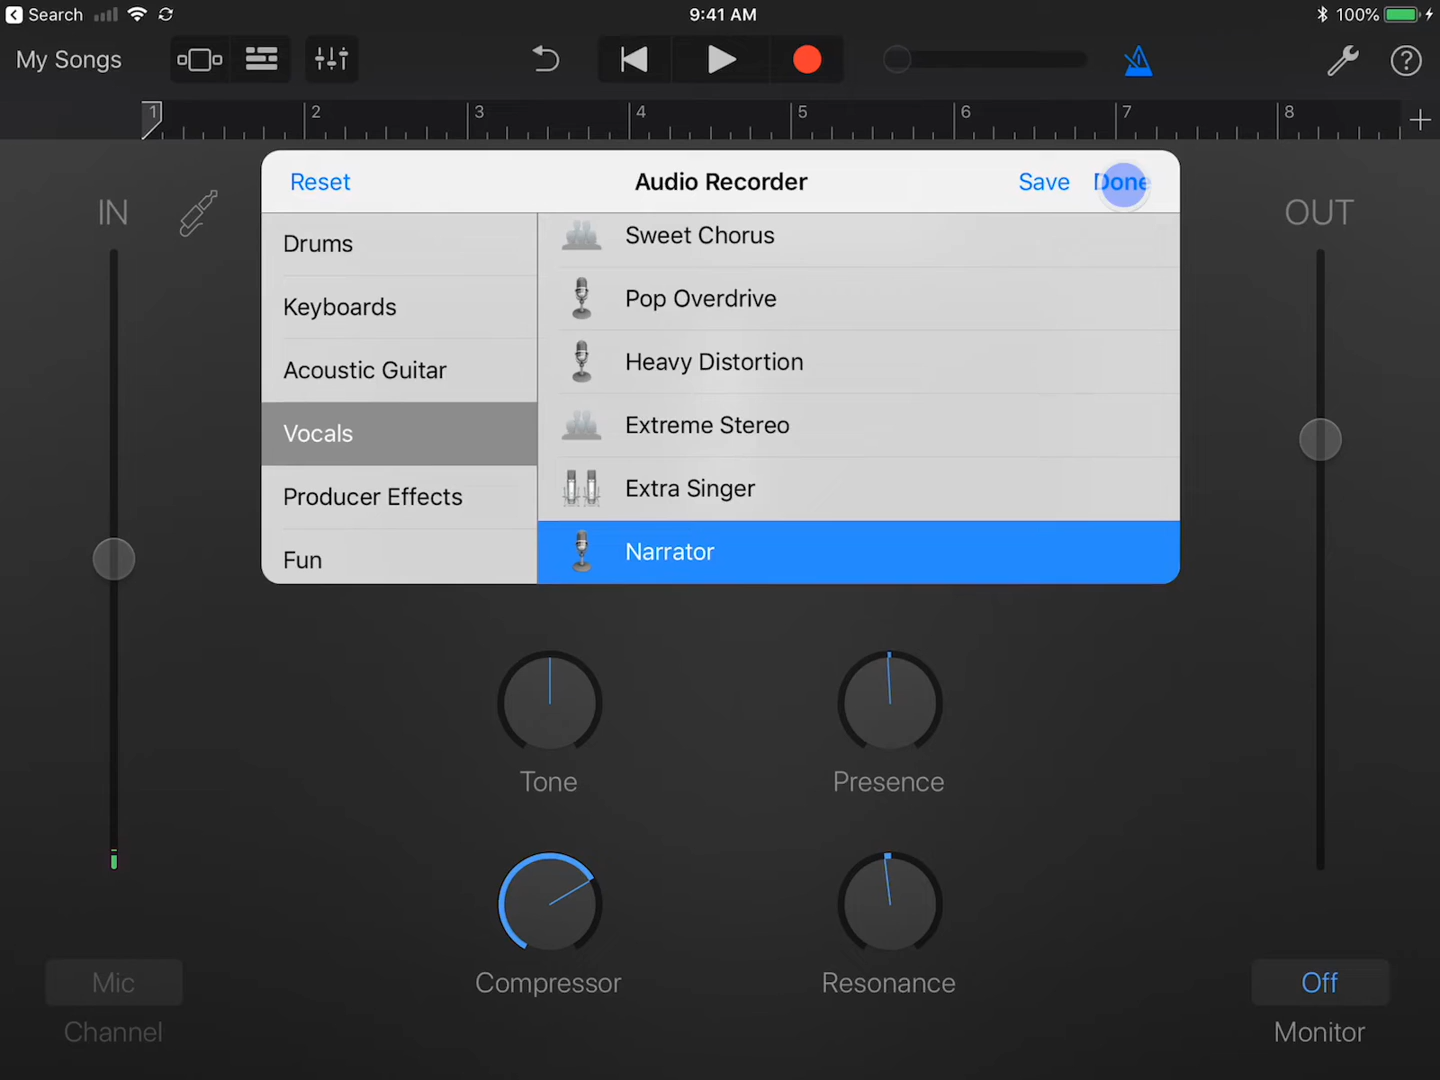 Search
9:41 AM
100%
My Songs
1 2 3 4 5 6 7 8
Reset
Audio Recorder
Save
Done
IN
OUT
Drums
Keyboards
Acoustic Guitar
Vocals
Producer Effects
Fun
Sweet Chorus
Pop Overdrive
Heavy Distortion
Extreme Stereo
Extra Singer
Narrator
Tone
Presence
Compressor
Resonance
Mic
Channel
Off
Monitor